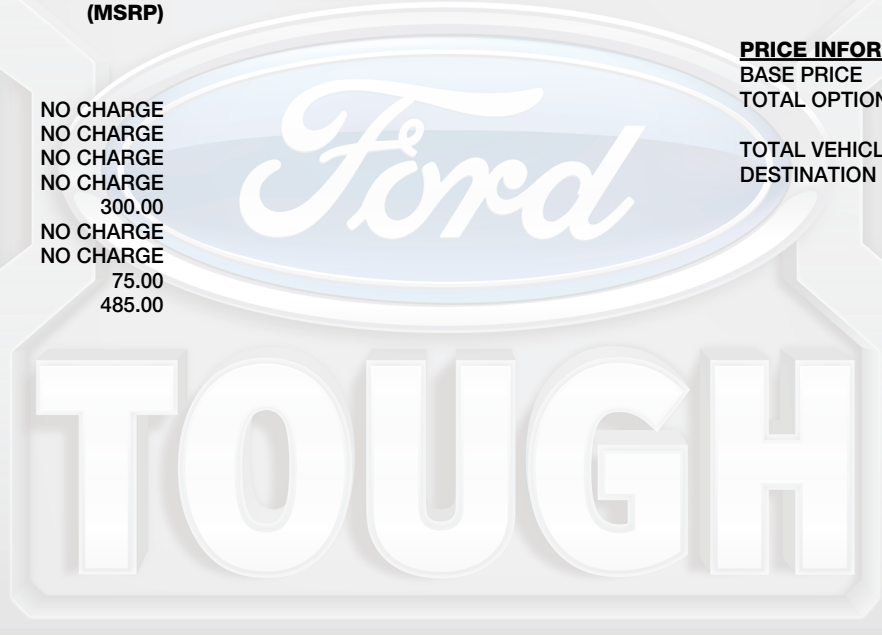 (MSRP)
NO CHARGE
NO CHARGE
NO CHARGE
NO CHARGE
300.00
NO CHARGE
NO CHARGE
75.00
485.00
PRICE INFOR
BASE PRICE
TOTAL OPTION
TOTAL VEHICL
DESTINATION
Ford
TOUGH